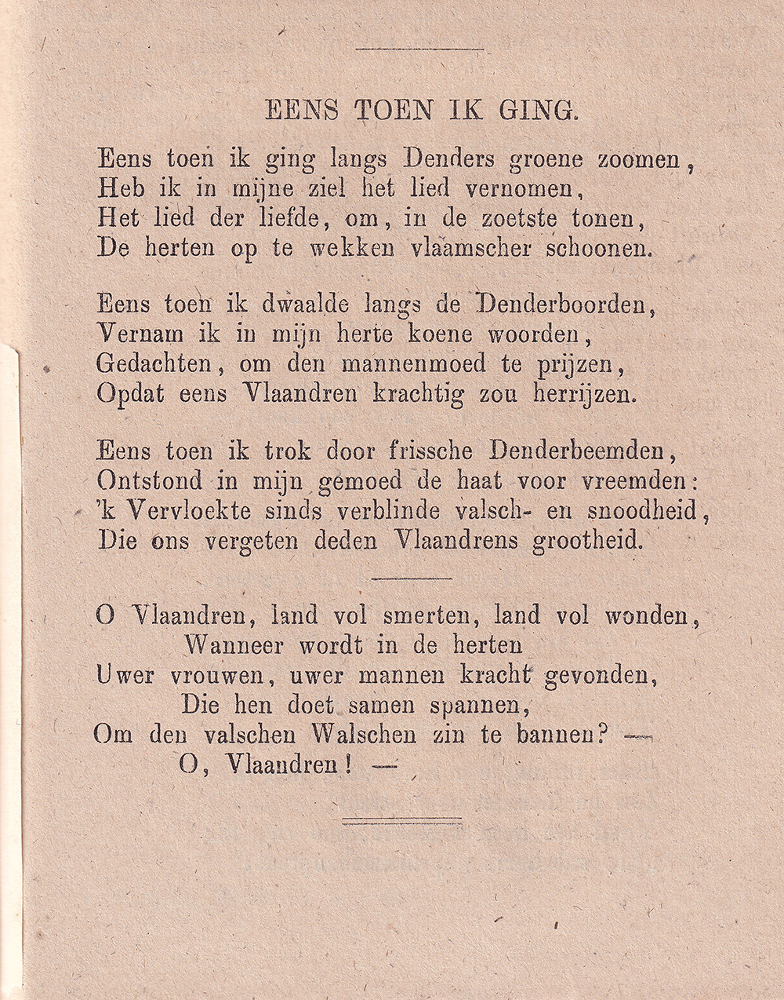 EENS TOEN IK GING.
Eens toen ik ging langs Denders groene zoomen,
Heb ik in mijne ziel het lied vernomen,
Het lied der liefde, om, in de zoetste tonen,
De herten op te wekken vlaamscher schoonen.
Eens toen ik dwaalde langs de Denderboorden,
Vernam ik in mijn herte koene woorden,
Gedachten, om den mannenmoed te prijzen,
Opdat eens Vlaandren krachtig zou herrijzen.
Eens toen ik trok door frissche Denderbeemden,
Ontstond in mijn gemoed de haat voor vreemden:
’k Vervloekte sinds verblinde valsch- en snoodheid,
Die ons vergeten deden Vlaandrens grootheid.
O Vlaandren, land vol smerten, land vol wonden,
Wanneer wordt in de herten
Uwer vrouwen, uwer mannen kracht gevonden,
Die hen doet samen spannen,
Om den valschen Walschen zin te bannen? —
O, Vlaandren! —